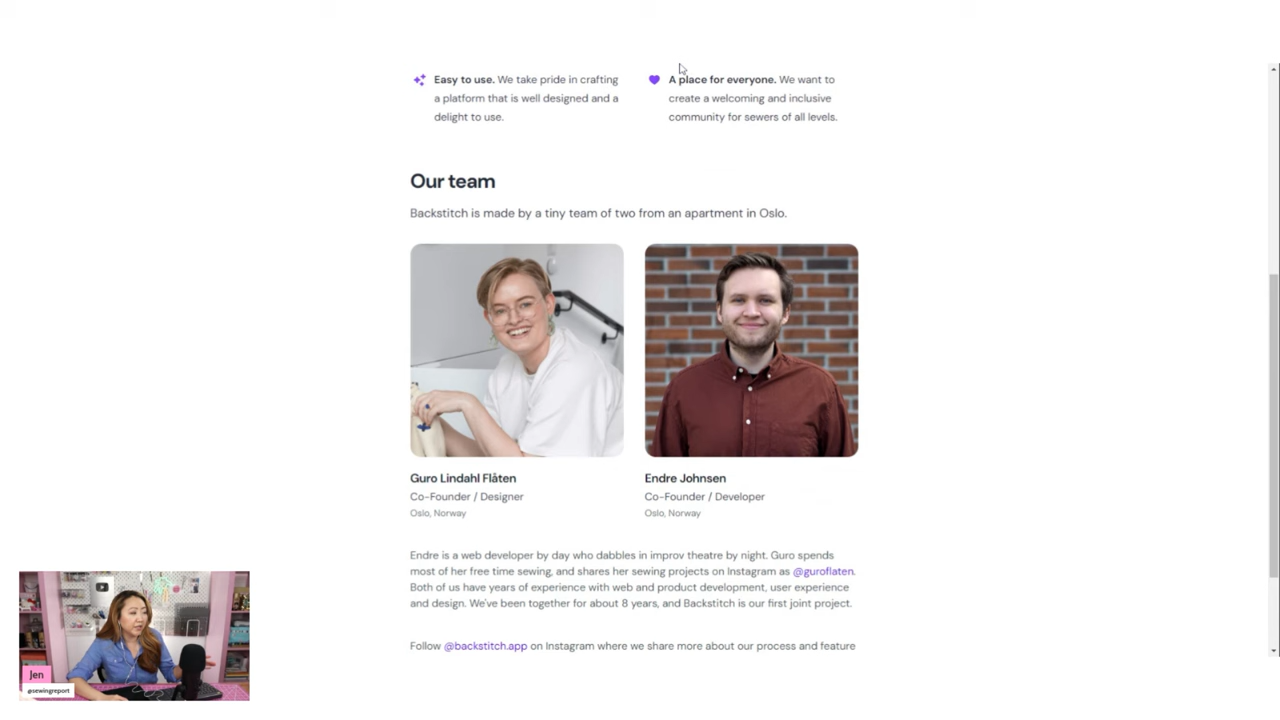 Easy to use. We take pride in crafting
a platform that is well designed and a
delight to use.
A place for everyone. We want to
create a welcoming and inclusive
community for sewers of all levels.
Our team
Backstitch is made by a tiny team of two from an apartment in Oslo.
Guro Lindahl Flåten
Co-Founder / Designer
Oslo, Norway
Endre Johnsen
Co-Founder / Developer
Oslo, Norway
Endre is a web developer by day who dabbles in improv theatre by night. Guro spends
most of her free time sewing, and shares her sewing projects on Instagram as @guroflaten.
Both of us have years of experience with web and product development, user experience
and design. We've been together for about 8 years, and Backstitch is our first joint project.
Follow @backstitch.app on Instagram where we share more about our process and feature
Jen
@sewingreport